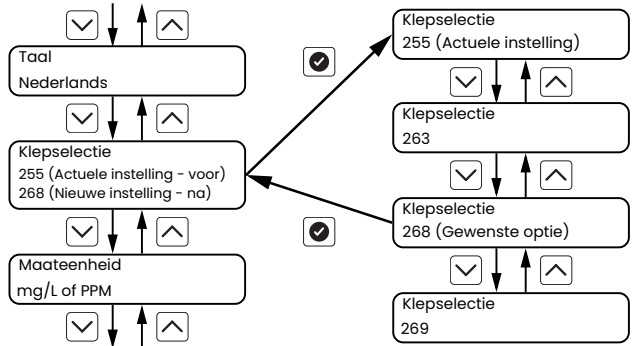 Taal
Nederlands
Klepselectie
255 (Actuele instelling - voor)
268 (Nieuwe instelling - na)
Maateenheid
mg/L of PPM
Klepselectie
255 (Actuele instelling)
Klepselectie
263
Klepselectie
268 (Gewenste optie)
Klepselectie
269